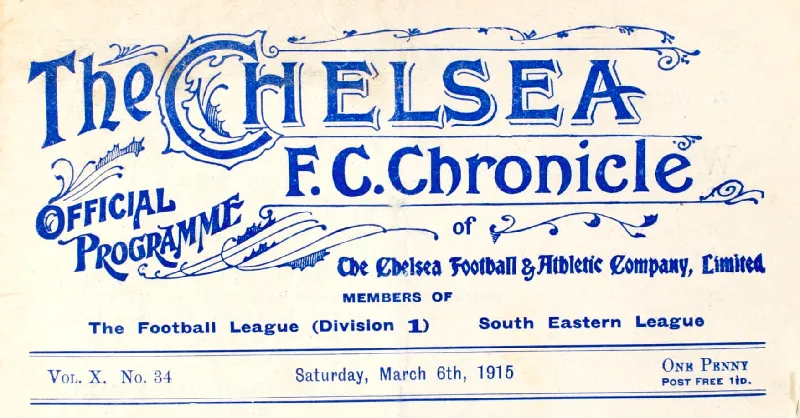 The CHELSEA
F.C. Chronicle
OFFICIAL
PROGRAMME
of
The Chelsea Football & Athletic Company, Limited
MEMBERS OF
The Football League (Division 1) South Eastern League
VOL. X. No. 34 Saturday, March 6th, 1915 ONE PENNY
POST FREE 1½D.